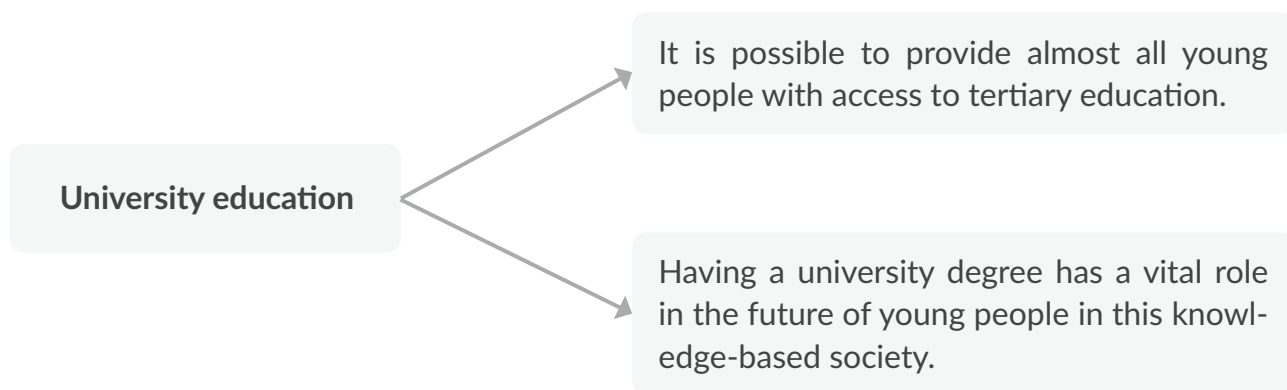 University education
It is possible to provide almost all young
people with access to tertiary education.
Having a university degree has a vital role
in the future of young people in this knowl-
edge-based society.